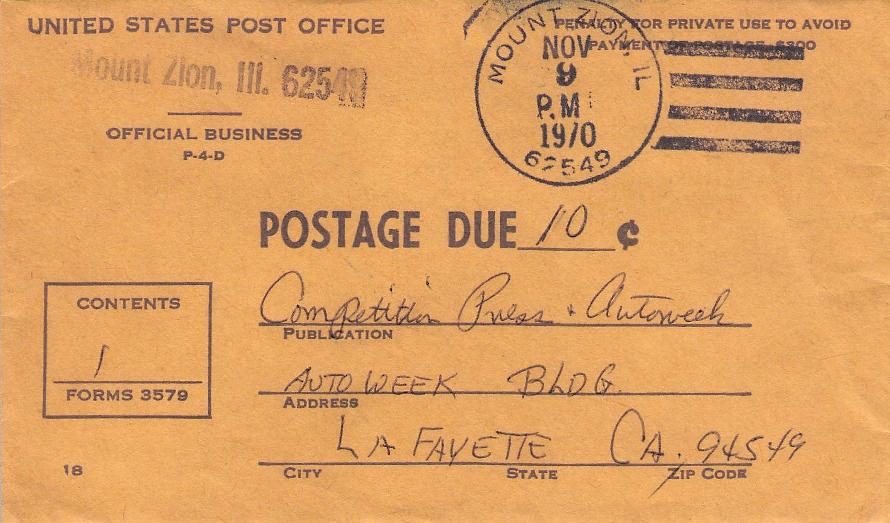 UNITED STATES POST OFFICE
Mount Zion, Ill. 62549
OFFICIAL BUSINESS
P-4-D
PENALTY FOR PRIVATE USE TO AVOID
PAYMENT OF POSTAGE, $300
MOUNT ZION, IL
NOV
9
PM
1970
62549
POSTAGE DUE 10 ¢
CONTENTS
1
FORMS 3579
Competition Press & Autoweek
PUBLICATION
AUTOWEEK BLDG.
ADDRESS
LA FAYETTE CA. 94549
CITY STATE ZIP CODE
18